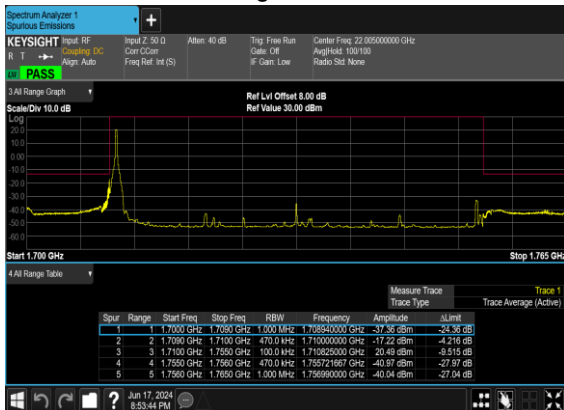 Spectrum Analyzer 1
Spurious Emissions
KEYSIGHT Input: RF Input Z: 50 Ω Atten: 40 dB Trig: Free Run Center Freq: 22.005000000 GHz
R T Coupling: DC Corr CCorr Gate: Off Avg|Hold: 100/100
Align: Auto Freq Ref: Int (S) IF Gain: Low Radio Std: None
PASS
3 All Range Graph
Ref Lvl Offset 8.00 dB
Scale/Div 10.0 dB Ref Value 30.00 dBm
Log
20.0
10.0
0.00
-10.0
-20.0
-30.0
-40.0
-50.0
-60.0
Start 1.700 GHz Stop 1.765 GHz
4 All Range Table
Measure Trace Trace 1
Trace Type Trace Average (Active)
Spur Range Start Freq Stop Freq RBW Frequency Amplitude ΔLimit
1 1 1.7000 GHz 1.7090 GHz 1.000 MHz 1.708940000 GHz -37.36 dBm -24.36 dB
2 2 1.7090 GHz 1.7100 GHz 470.0 kHz 1.710000000 GHz -17.22 dBm -4.216 dB
3 3 1.7100 GHz 1.7550 GHz 100.0 kHz 1.710825000 GHz 20.49 dBm -9.515 dB
4 4 1.7550 GHz 1.7560 GHz 470.0 kHz 1.755721667 GHz -40.97 dBm -27.97 dB
5 5 1.7560 GHz 1.7650 GHz 1.000 MHz 1.756990000 GHz -40.04 dBm -27.04 dB
Jun 17, 2024
8:53:44 PM